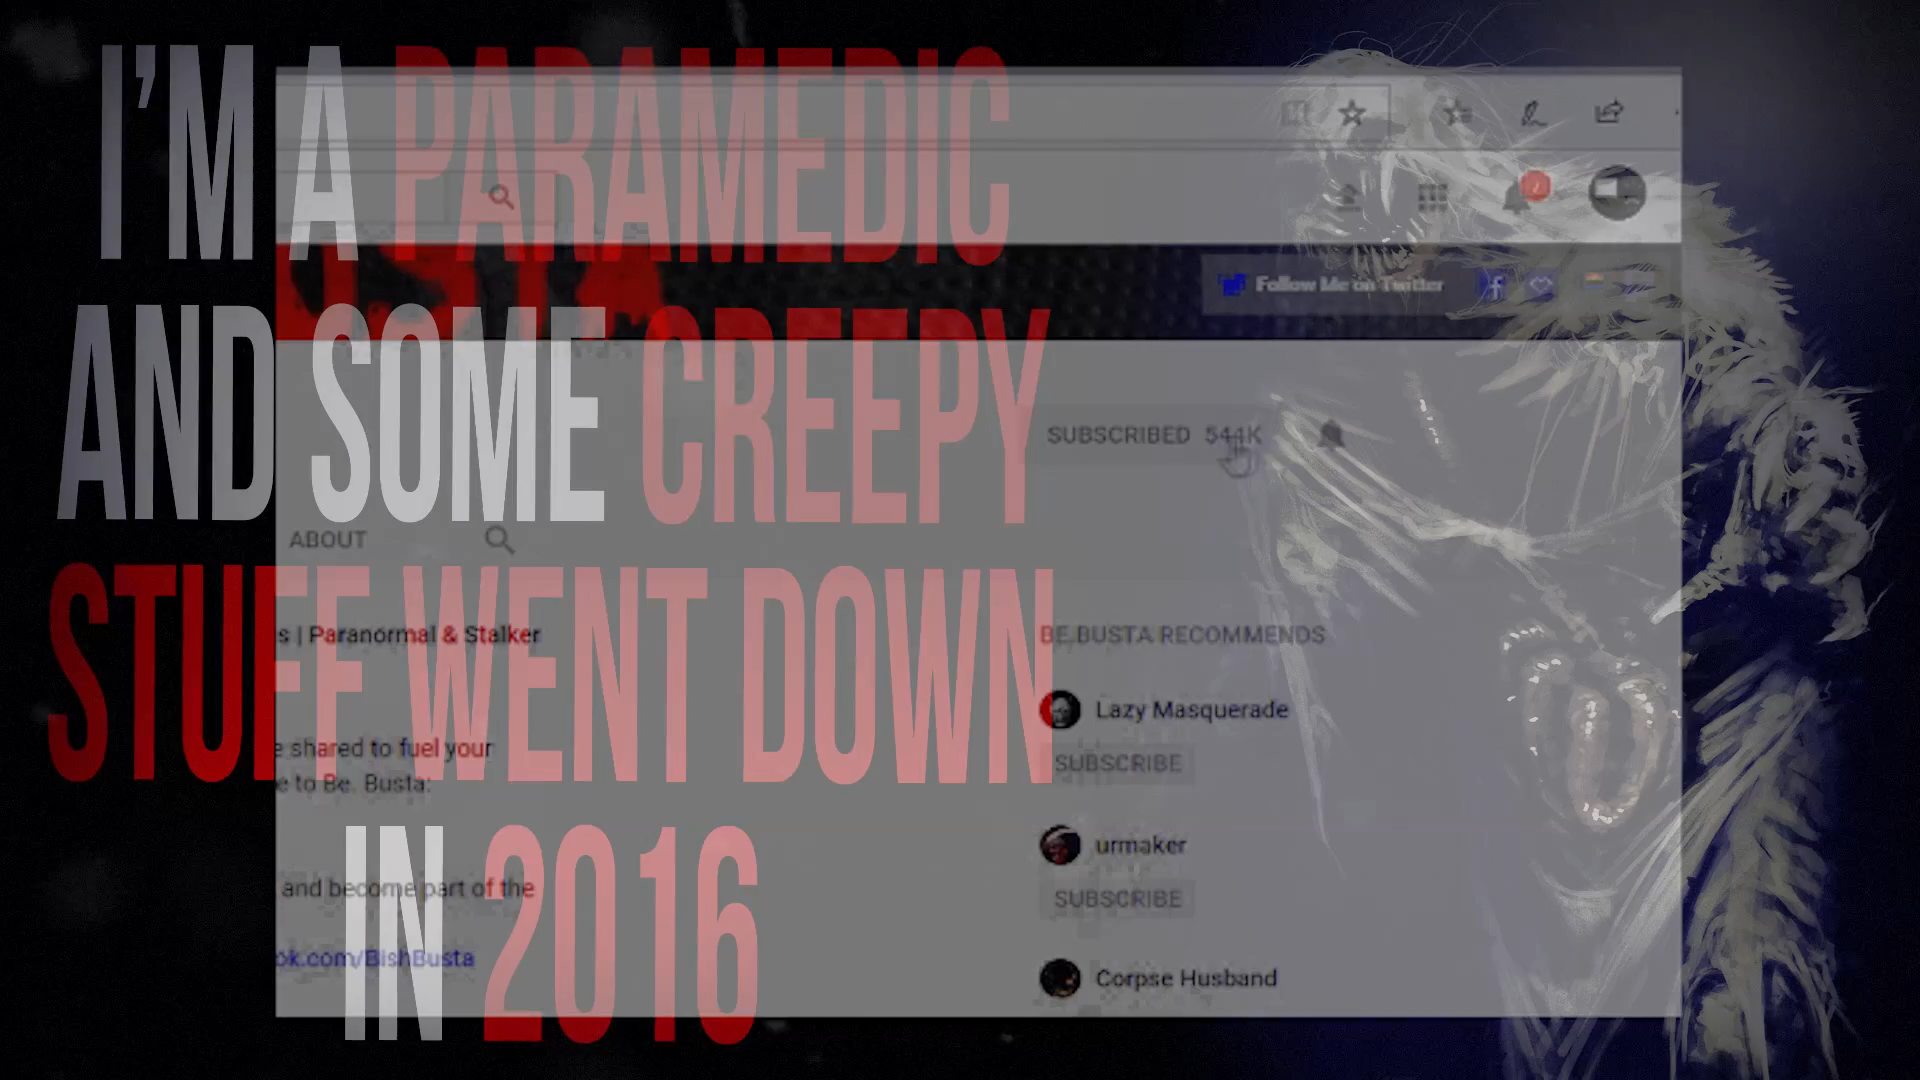 I'M A PARAMEDIC
AND SOME CREEPY
STUFF WENT DOWN
IN 2016
Follow Me on Twitter
SUBSCRIBED 544K
ABOUT
s | Paranormal & Stalker
e shared to fuel your
e to Be. Busta:
and become part of the
ok.com/BishBusta
BE.BUSTA RECOMMENDS
Lazy Masquerade
SUBSCRIBE
urmaker
SUBSCRIBE
Corpse Husband